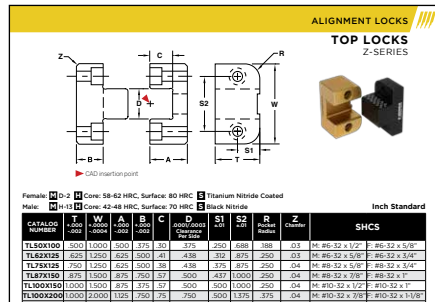 ALIGNMENT LOCKS
TOP LOCKS
Z-SERIES
Z
C
R
D
S2
W
S1
B
A
T
CAD insertion point
Female: M D-2 H Core: 58-62 HRC, Surface: 80 HRC S Titanium Nitride Coated
Male: M H-13 H Core: 42-48 HRC, Surface: 70 HRC S Black Nitride
Inch Standard
CATALOG NUMBER T +.000 -.002 W +.0000 -.0004 A +.000 -.002 B +.000 -.002 C D .0001/.0003 Clearance Per Side S1 ±.01 S2 ±.01 R Pocket Radius Z Chamfer SHCS
TL50X100 .500 1.000 .500 .375 .30 .375 .250 .688 .188 .03 M: #6-32 x 1/2" F: #6-32 x 5/8"
TL62X125 .625 1.250 .625 .500 .41 .438 .312 .875 .250 .03 M: #6-32 x 5/8" F: #6-32 x 3/4"
TL75X125 .750 1.250 .625 .500 .38 .438 .375 .875 .250 .04 M: #8-32 x 5/8" F: #8-32 x 3/4"
TL87X150 .875 1.500 .875 .750 .57 .500 .437 1.000 .250 .04 M: #8-32 x 7/8" F: #8-32 x 1"
TL100X150 1.000 1.500 .875 .375 .57 .500 .500 1.000 .250 .04 M: #10-32 x 1/2" F: #10-32 x 1"
TL100X200 1.000 2.000 1.125 .750 .75 .750 .500 1.375 .375 .04 M: #10-32 x 7/8" F: #10-32 x 1-1/8"